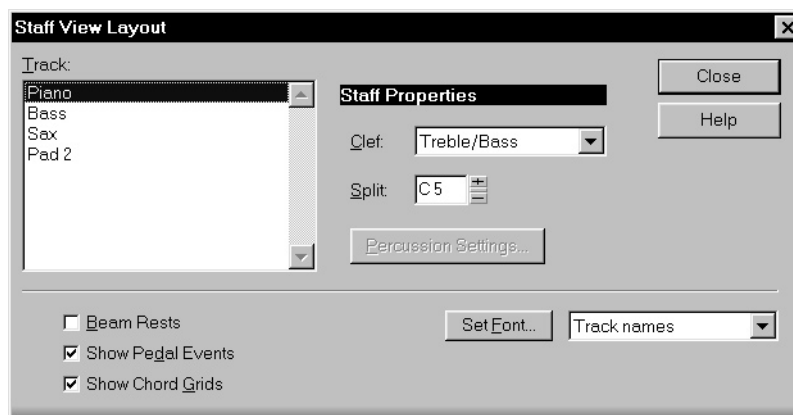 Staff View Layout
Track:
Piano
Bass
Sax
Pad 2
Staff Properties
Clef: Treble/Bass
Split: C 5
Percussion Settings...
Close
Help
Beam Rests
Show Pedal Events
Show Chord Grids
Set Font... Track names